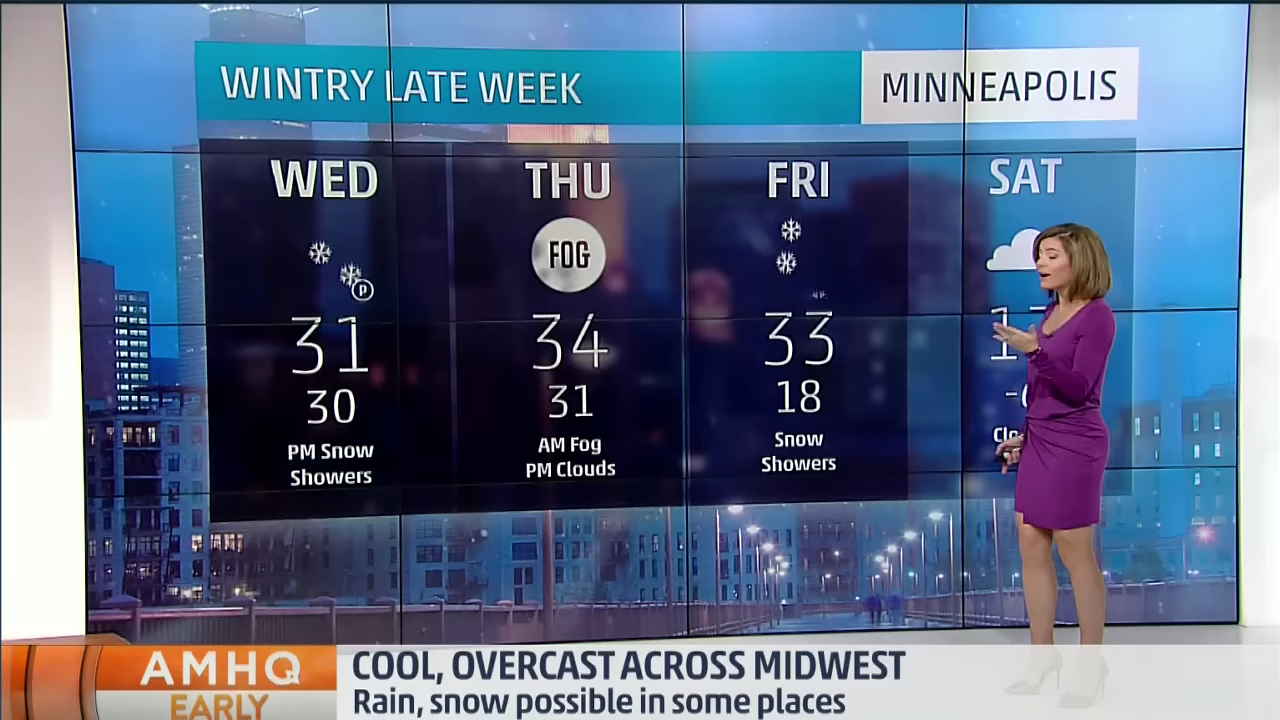 WINTRY LATE WEEK
MINNEAPOLIS
WED
THU
FRI
SAT
P
FOG
31
34
33
30
31
18
PM Snow
Showers
AM Fog
PM Clouds
Snow
Showers
AMHQ
EARLY
COOL, OVERCAST ACROSS MIDWEST
Rain, snow possible in some places